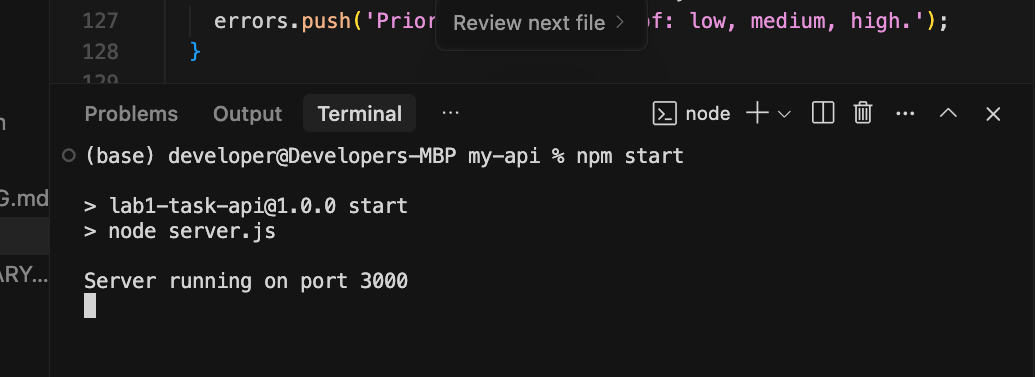 127 errors.push('Prior
Review next file >
of: low, medium, high.');
128 }
129
Problems Output Terminal ... node
(base) developer@Developers-MBP my-api % npm start
G.md
> lab1-task-api@1.0.0 start
> node server.js
ARY...
Server running on port 3000